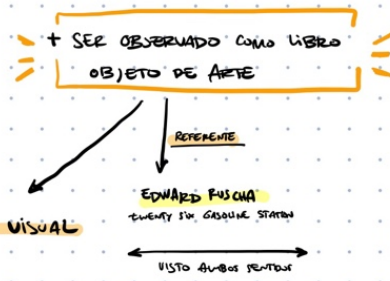 + SER OBSERVADO COMO LIBRO
OBJETO DE ARTE
REFERENTE
EDWARD RUSCHA
TWENTY SIX GASOLINE STATION
VISUAL
VISTO AMBOS SENTIDOS